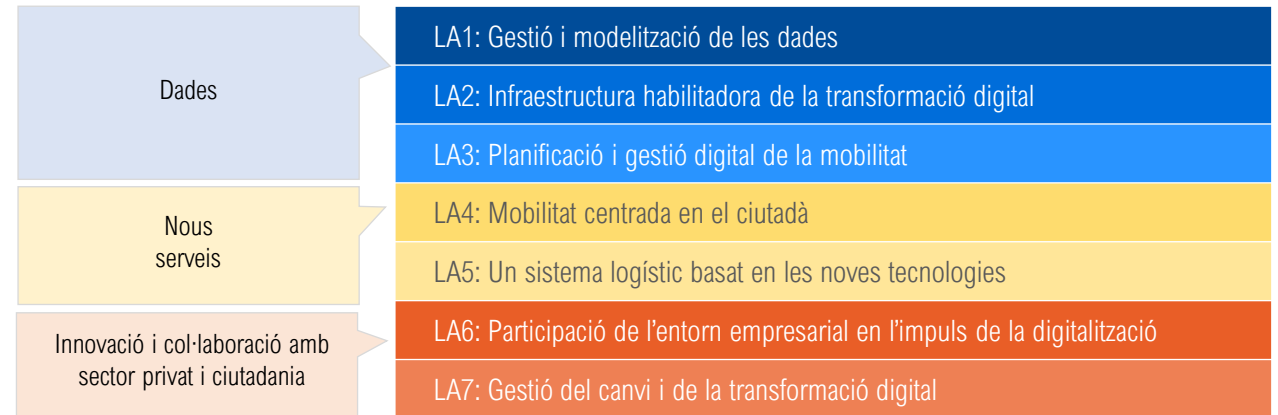 Dades
LA1: Gestió i modelització de les dades
LA2: Infraestructura habilitadora de la transformació digital
LA3: Planificació i gestió digital de la mobilitat
Nous
serveis
LA4: Mobilitat centrada en el ciutadà
LA5: Un sistema logístic basat en les noves tecnologies
Innovació i col·laboració amb
sector privat i ciutadania
LA6: Participació de l’entorn empresarial en l’impuls de la digitalització
LA7: Gestió del canvi i de la transformació digital